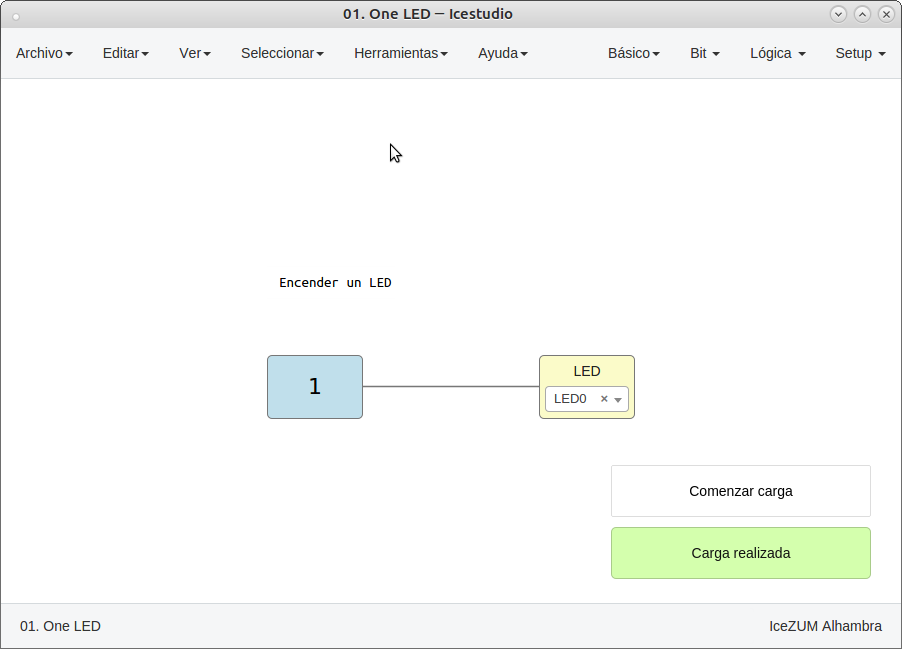 01. One LED – Icestudio
Archivo Editar Ver Seleccionar Herramientas Ayuda Básico Bit Lógica Setup
Encender un LED
1
LED
LED0
Comenzar carga
Carga realizada
01. One LED
IceZUM Alhambra